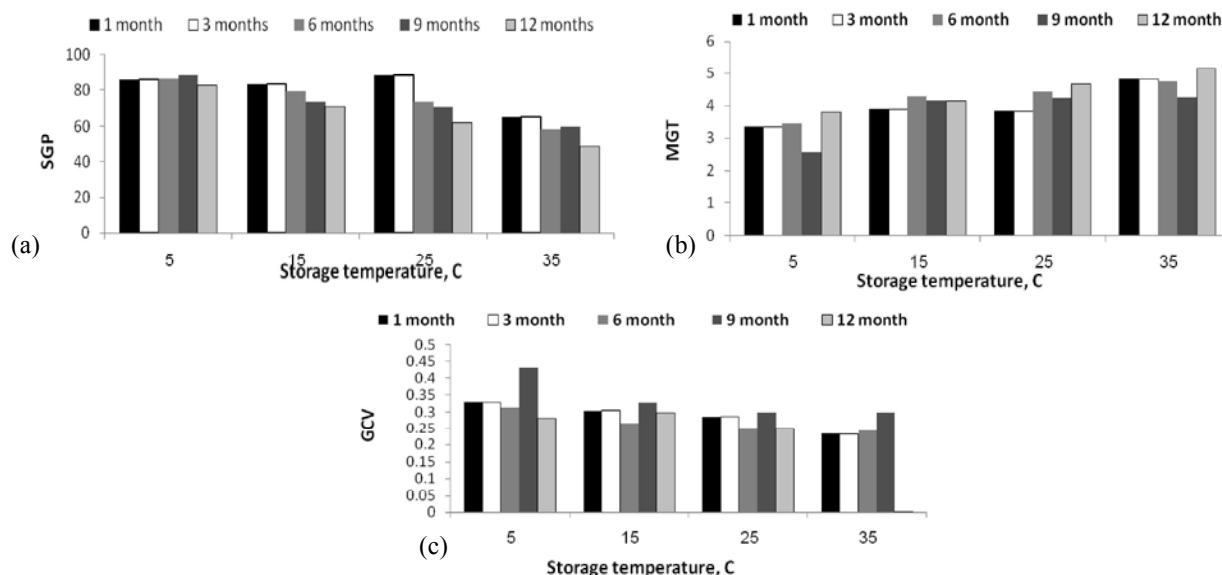 1 month 3 months 6 months 9 months 12 months
100
80
60
40
20
0
SGP
5 15 25 35
Storage temperature, C
(a)
1 month 3 month 6 month 9 month 12 month
6
5
4
3
2
1
0
MGT
5 15 25 35
Storage temperature, C
(b)
1 month 3 month 6 month 9 month 12 month
0.5
0.45
0.4
0.35
0.3
0.25
0.2
0.15
0.1
0.05
0
GCV
5 15 25 35
(c)
Storage temperature, C